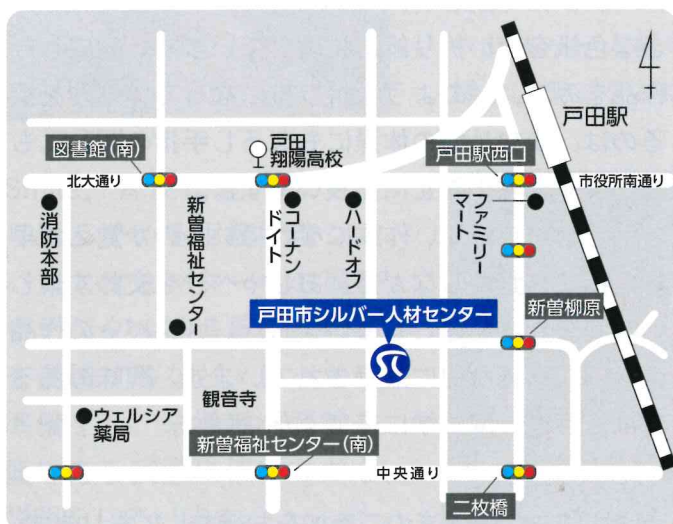 戸田駅
図書館(南)
戸田
翔陽高校
戸田駅西口
北大通り
市役所南通り
消防本部
新曽福祉センター
コーナン
ドイト
ハードオフ
ファミリー
マート
戸田市シルバー人材センター
新曽柳原
観音寺
ウェルシア
薬局
新曽福祉センター(南)
中央通り
二枚橋